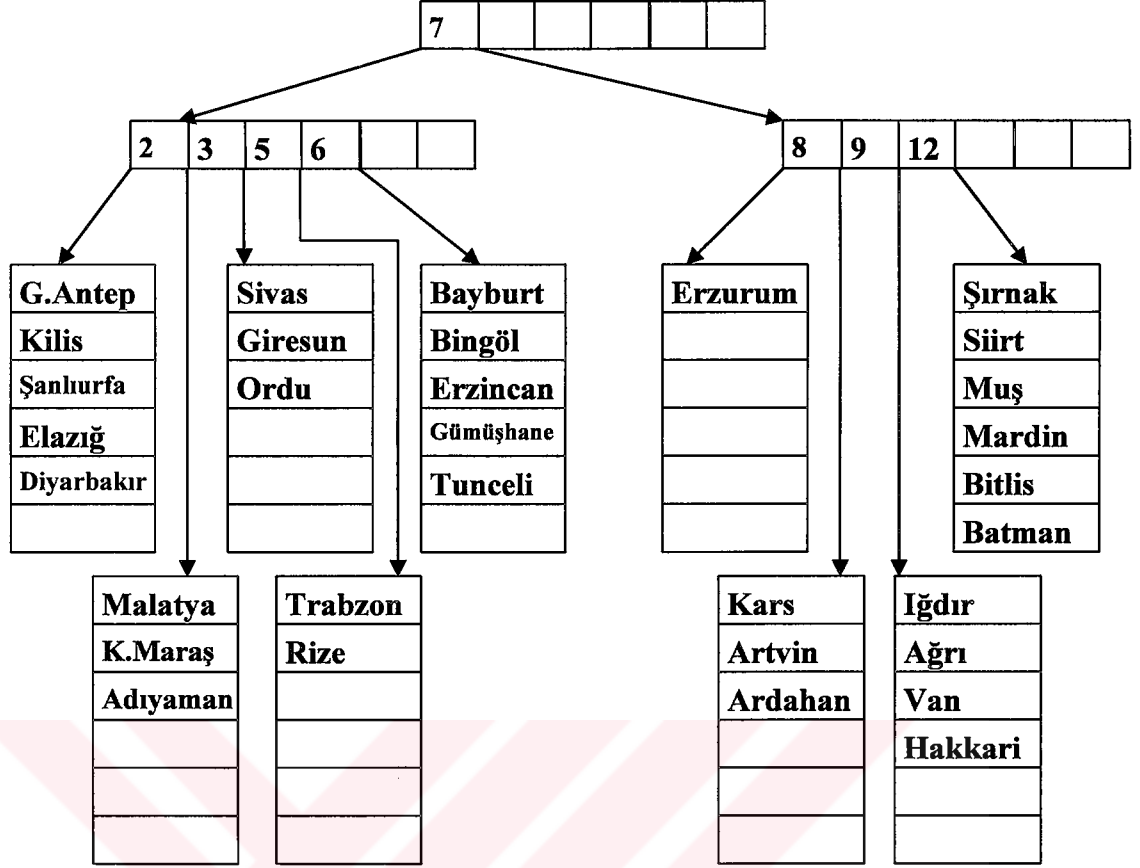 7
2 3 5 6
8 9 12
G.Antep
Kilis
Şanlıurfa
Elazığ
Diyarbakır
Sivas
Giresun
Ordu
Bayburt
Bingöl
Erzincan
Gümüşhane
Tunceli
Erzurum
Şırnak
Siirt
Muş
Mardin
Bitlis
Batman
Malatya
K.Maraş
Adıyaman
Trabzon
Rize
Kars
Artvin
Ardahan
Iğdır
Ağrı
Van
Hakkari